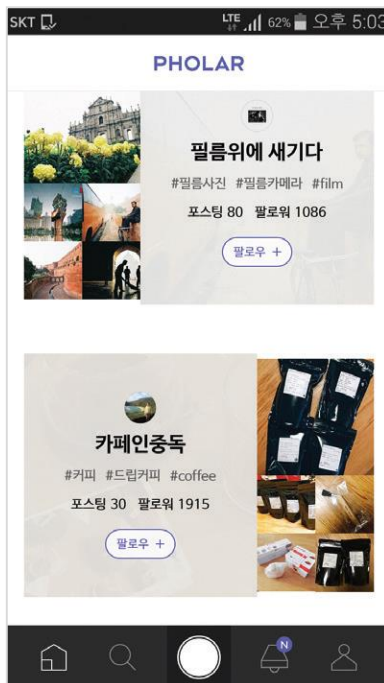 SKT LTE 62% 오후 5:03
PHOLAR
필름위에 새기다
#필름사진 #필름카메라 #film
포스팅 80 팔로워 1086
팔로우 +
카페인중독
#커피 #드립커피 #coffee
포스팅 30 팔로워 1915
팔로우 +
N